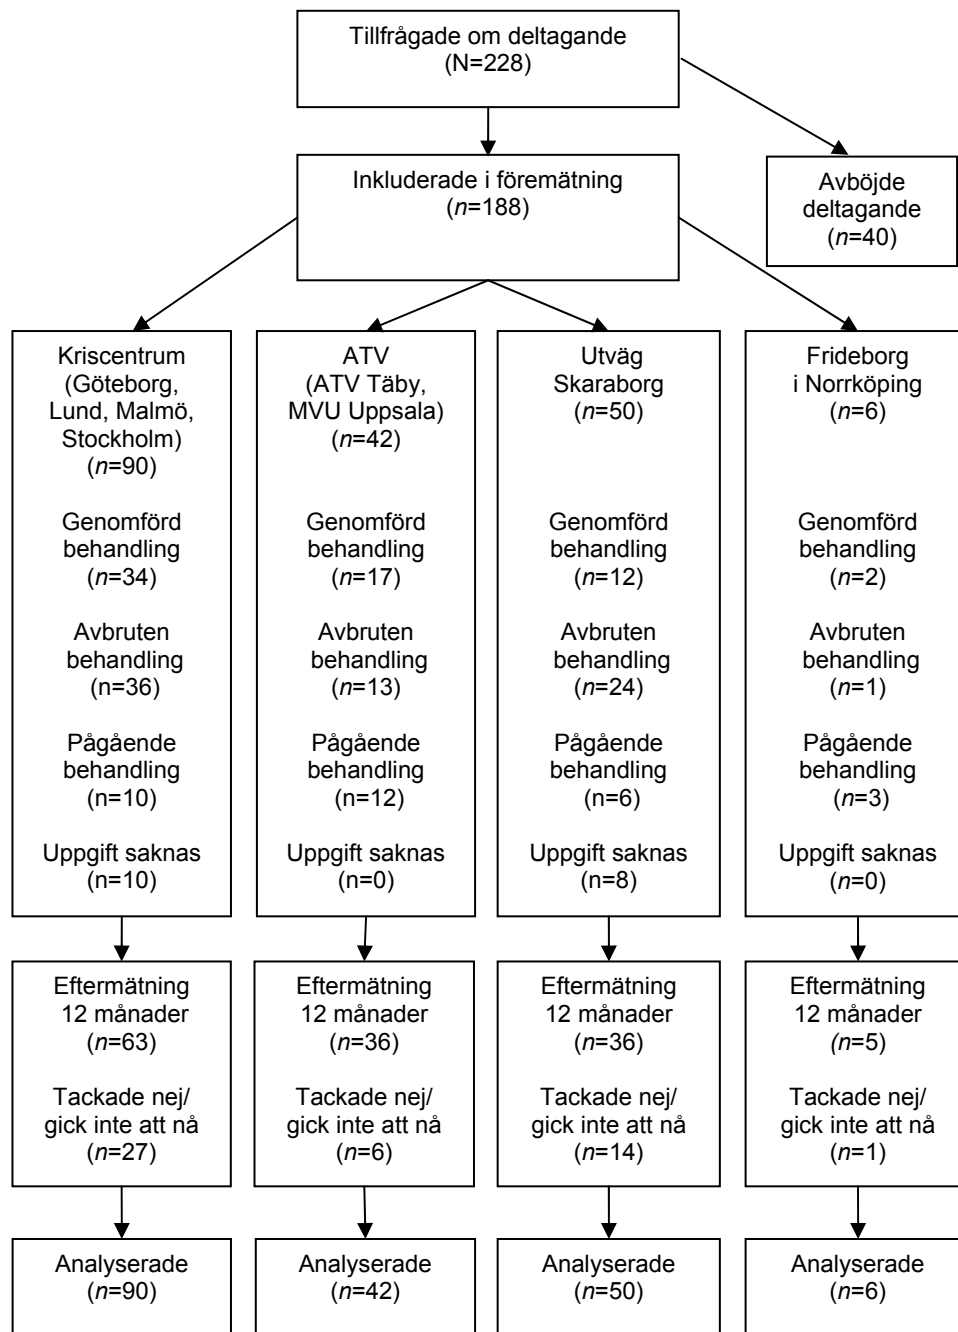 Tillfrågade om deltagande
(N=228)
Inkluderade i föremätning
(n=188)
Avböjde
deltagande
(n=40)
Kriscentrum
(Göteborg,
Lund, Malmö,
Stockholm)
(n=90)
Genomförd
behandling
(n=34)
Avbruten
behandling
(n=36)
Pågående
behandling
(n=10)
Uppgift saknas
(n=10)
ATV
(ATV Täby,
MVU Uppsala)
(n=42)
Genomförd
behandling
(n=17)
Avbruten
behandling
(n=13)
Pågående
behandling
(n=12)
Uppgift saknas
(n=0)
Utväg
Skaraborg
(n=50)
Genomförd
behandling
(n=12)
Avbruten
behandling
(n=24)
Pågående
behandling
(n=6)
Uppgift saknas
(n=8)
Frideborg
i Norrköping
(n=6)
Genomförd
behandling
(n=2)
Avbruten
behandling
(n=1)
Pågående
behandling
(n=3)
Uppgift saknas
(n=0)
Eftermätning
12 månader
(n=63)
Tackade nej/
gick inte att nå
(n=27)
Eftermätning
12 månader
(n=36)
Tackade nej/
gick inte att nå
(n=6)
Eftermätning
12 månader
(n=36)
Tackade nej/
gick inte att nå
(n=14)
Eftermätning
12 månader
(n=5)
Tackade nej/
gick inte att nå
(n=1)
Analyserade
(n=90)
Analyserade
(n=42)
Analyserade
(n=50)
Analyserade
(n=6)